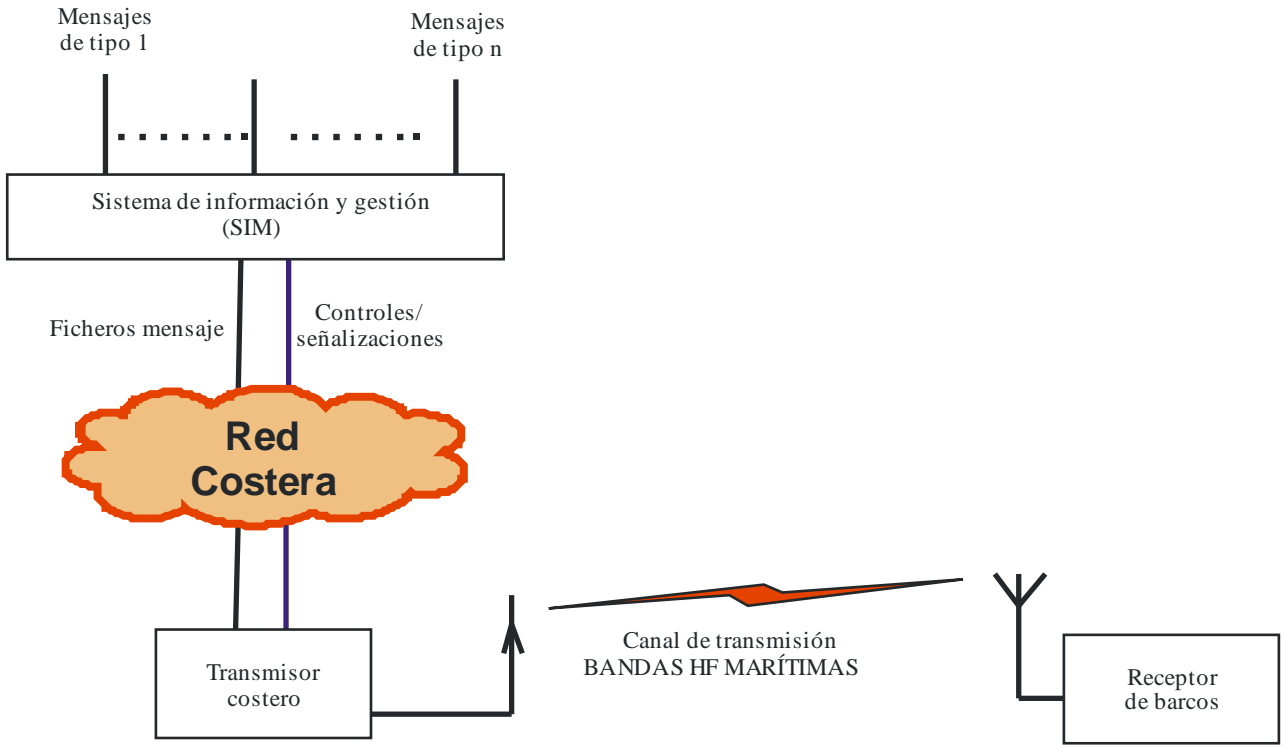 Mensajes
de tipo 1
Mensajes
de tipo n
Sistema de información y gestión
(SIM)
Ficheros mensaje
Controles/
señalizaciones
Red
Costera
Transmisor
costero
Canal de transmisión
BANDAS HF MARÍTIMAS
Receptor
de barcos